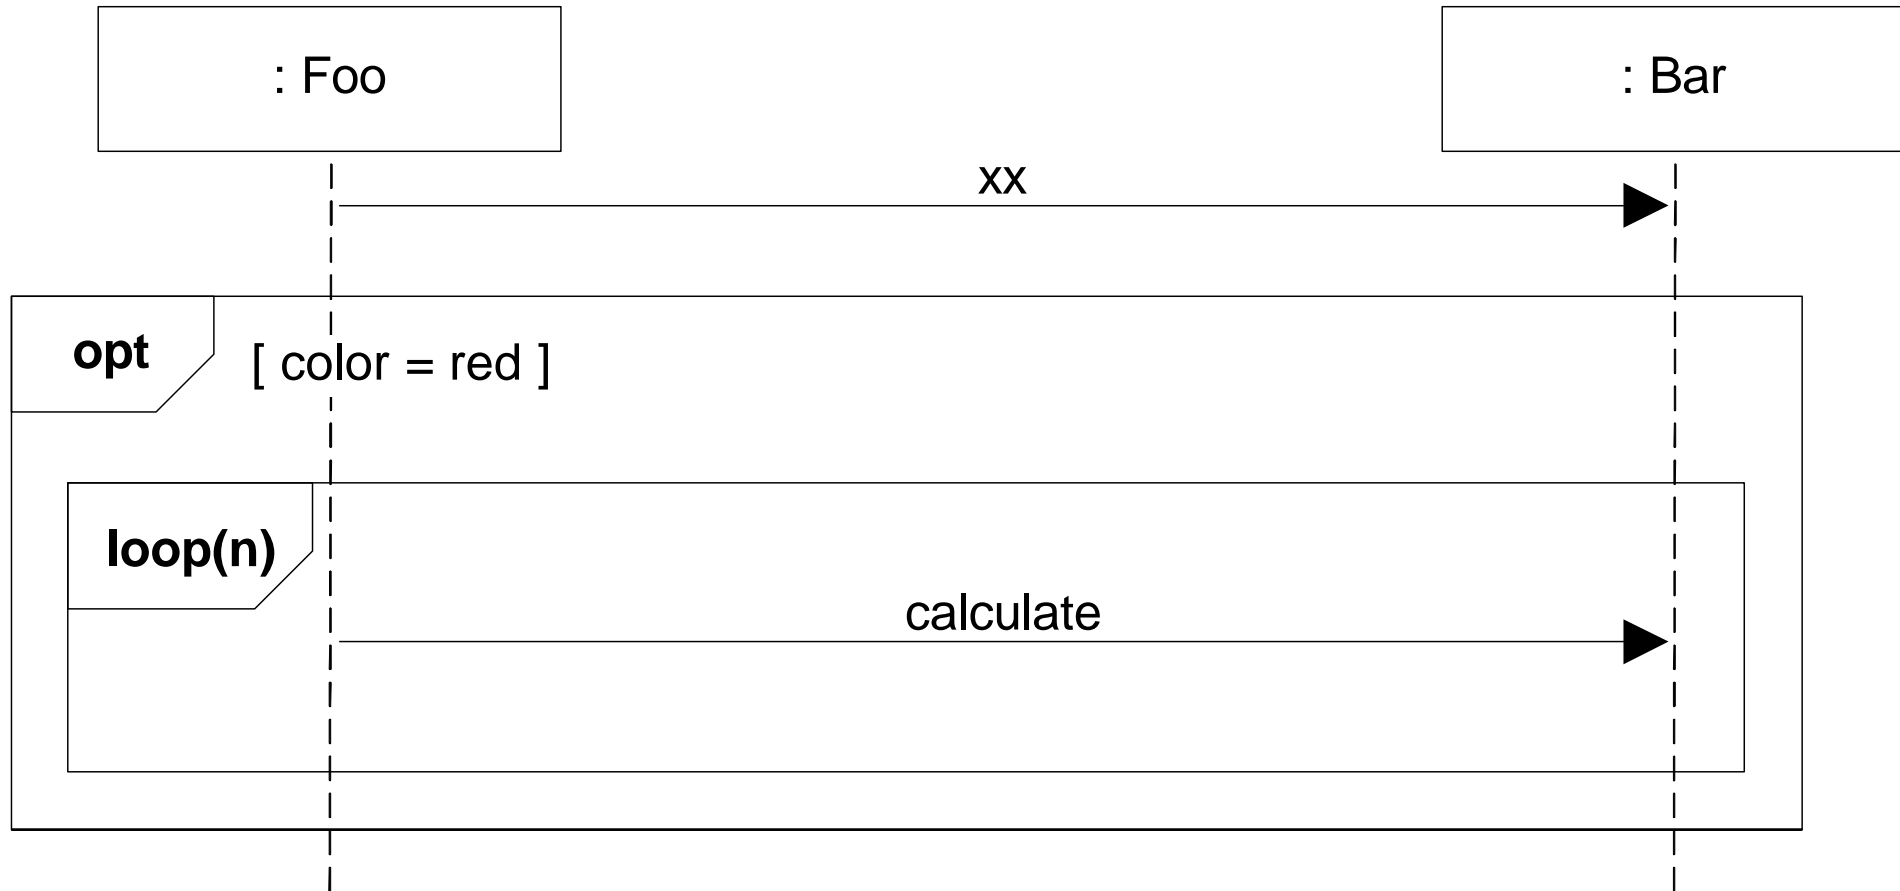 : Foo
: Bar
xx
opt
[ color = red ]
loop(n)
calculate